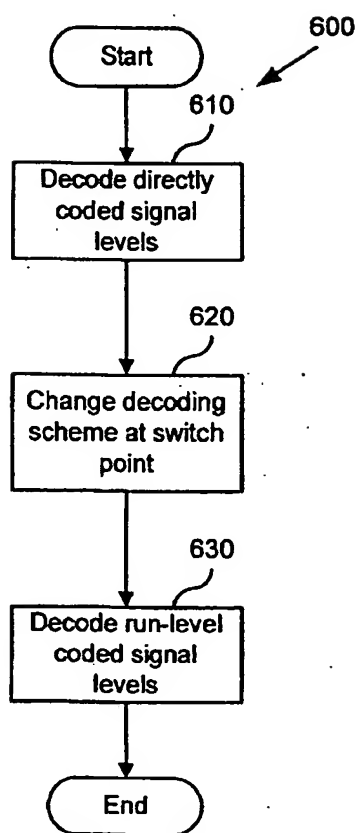 600
Start
610
Decode directly
coded signal
levels
620
Change decoding
scheme at switch
point
630
Decode run-level
coded signal
levels
End